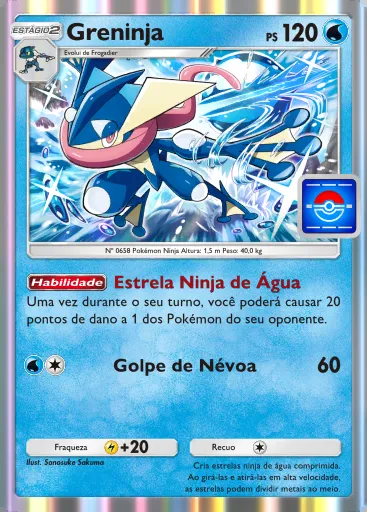 ESTÁGIO 2
Greninja
PS 120
Evolui de Frogadier
Nº 0658 Pokémon Ninja Altura: 1,5 m Peso: 40,0 kg
Habilidade Estrela Ninja de Água
Uma vez durante o seu turno, você poderá causar 20
pontos de dano a 1 dos Pokémon do seu oponente.
Golpe de Névoa 60
Fraqueza +20 Recuo
Ilust. Sanosuke Sakuma
Cria estrelas ninja de água comprimida.
Ao girá-las e atirá-las em alta velocidade,
as estrelas podem dividir metais ao meio.